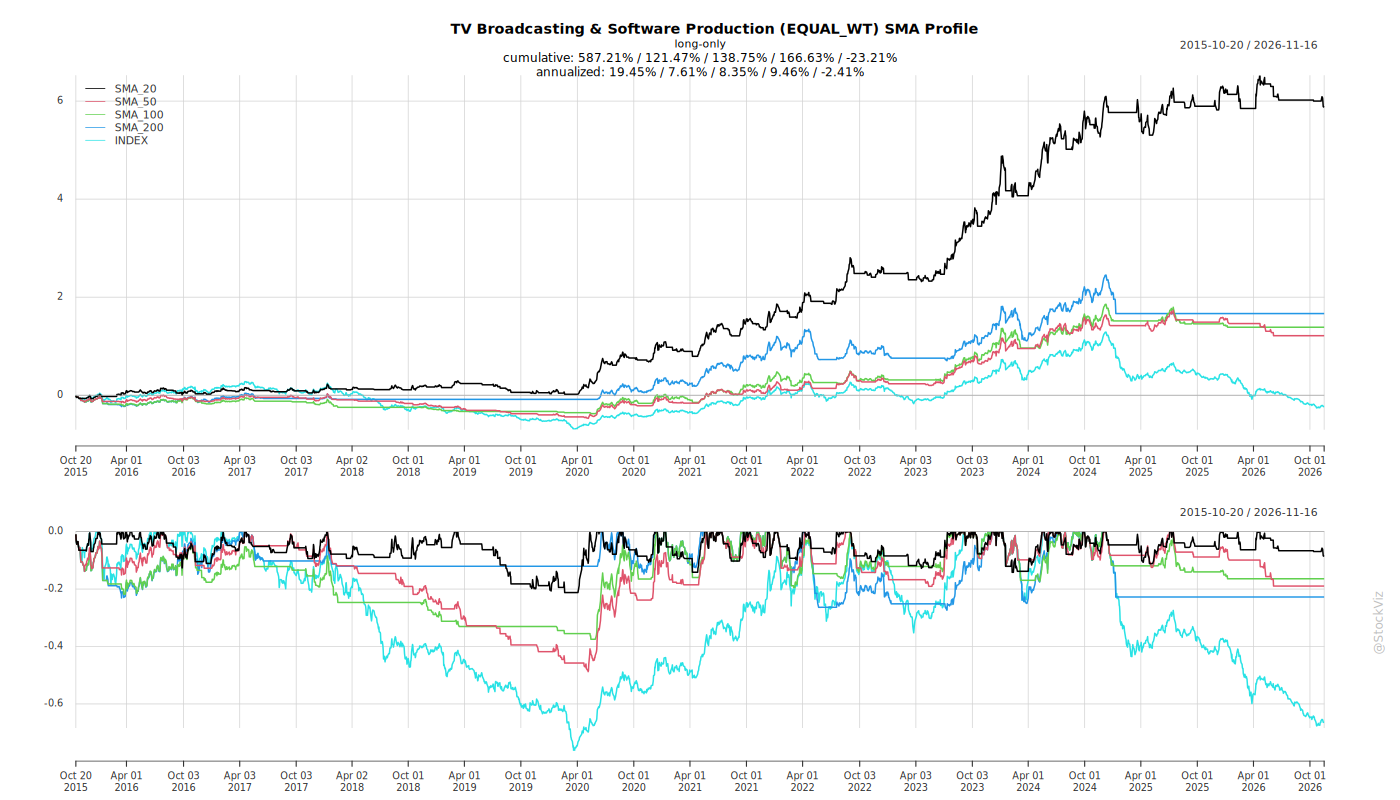 TV Broadcasting & Software Production (EQUAL_WT) SMA Profile
long-only
2015-10-20 / 2026-11-16
cumulative: 587.21% / 121.47% / 138.75% / 166.63% / -23.21%
annualized: 19.45% / 7.61% / 8.35% / 9.46% / -2.41%
SMA_20
SMA_50
SMA_100
SMA_200
INDEX
6
4
2
0
Oct 20 Apr 01 Oct 03 Apr 03 Oct 03 Apr 02 Oct 01 Apr 01 Oct 01 Apr 01 Oct 01 Apr 01 Oct 01 Apr 01 Oct 03 Apr 03 Oct 03 Apr 01 Oct 01 Apr 01 Oct 01 Apr 01 Oct 01
2015 2016 2016 2017 2017 2018 2018 2019 2019 2020 2020 2021 2021 2022 2022 2023 2023 2024 2024 2025 2025 2026 2026
2015-10-20 / 2026-11-16
0.0
-0.2
-0.4
-0.6
Oct 20 Apr 01 Oct 03 Apr 03 Oct 03 Apr 02 Oct 01 Apr 01 Oct 01 Apr 01 Oct 01 Apr 01 Oct 01 Apr 01 Oct 03 Apr 03 Oct 03 Apr 01 Oct 01 Apr 01 Oct 01 Apr 01 Oct 01
2015 2016 2016 2017 2017 2018 2018 2019 2019 2020 2020 2021 2021 2022 2022 2023 2023 2024 2024 2025 2025 2026 2026
@StockViz